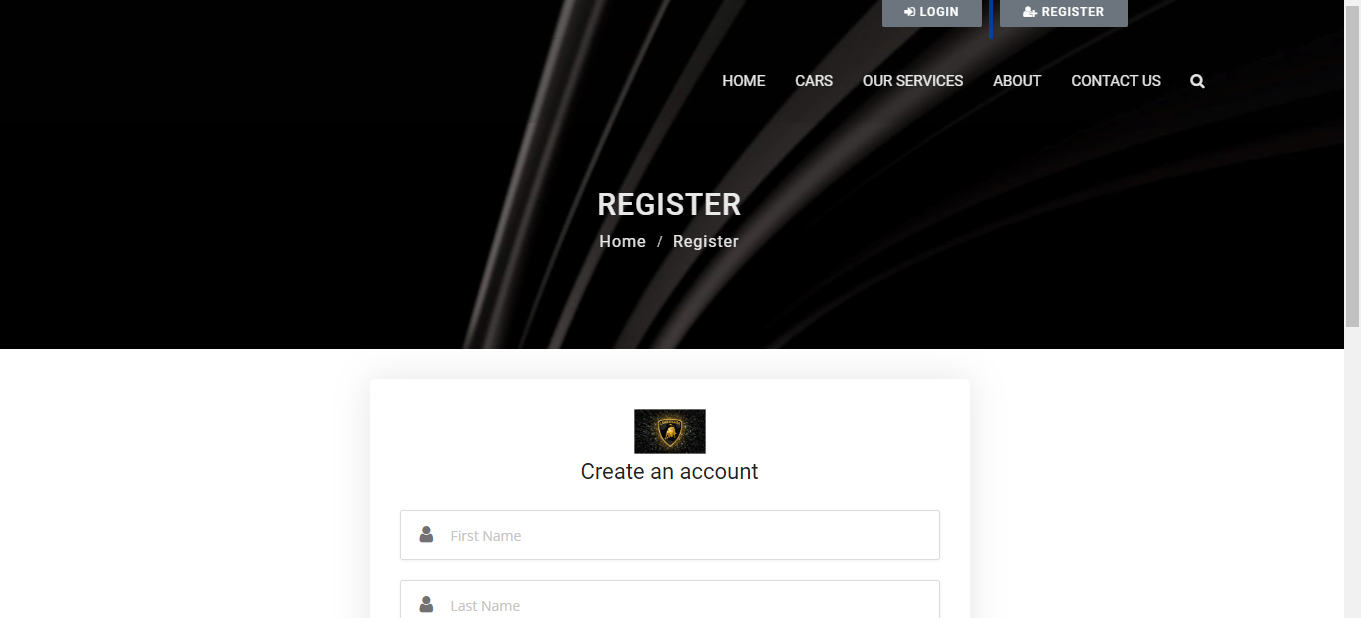 LOGIN REGISTER
HOME CARS OUR SERVICES ABOUT CONTACT US
REGISTER
Home / Register
Create an account
First Name
Last Name